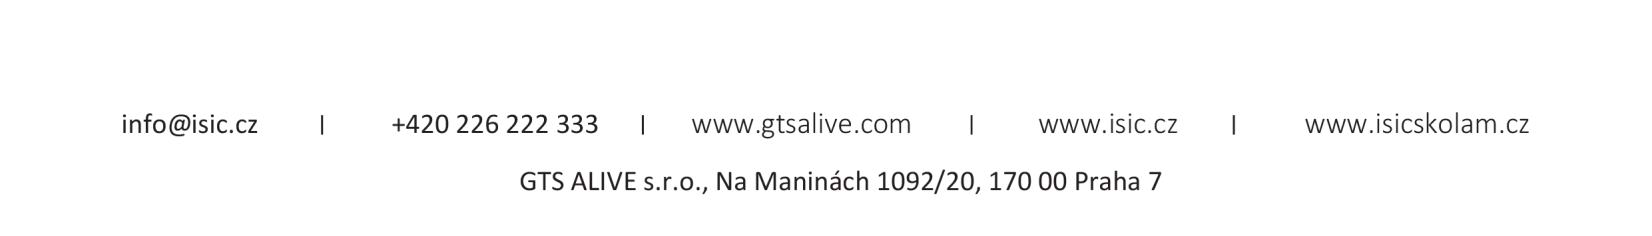 info@isic.cz | +420 226 222 333 | www.gtsalive.com | www.isic.cz | www.isicskolam.cz
GTS ALIVE s.r.o., Na Maninách 1092/20, 170 00 Praha 7